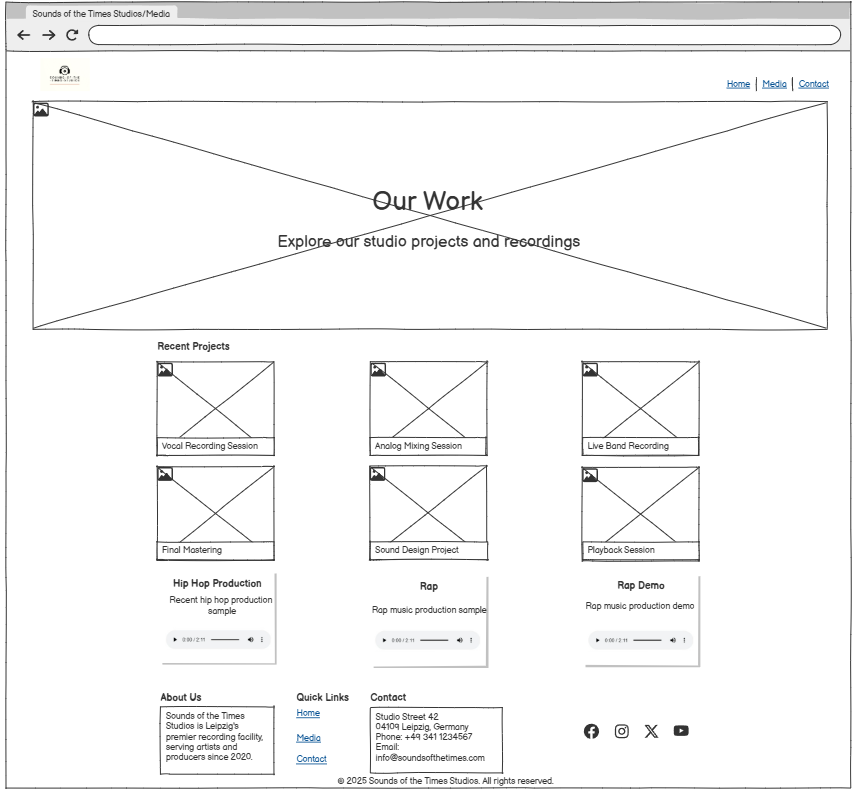 Sounds of the Times Studios/Media
SOUNDS OF THE
TIMES STUDIOS
Home | Media | Contact
Our Work
Explore our studio projects and recordings
Recent Projects
Vocal Recording Session
Analog Mixing Session
Live Band Recording
Final Mastering
Sound Design Project
Playback Session
Hip Hop Production
Recent hip hop production
sample
0:00 / 2:11
Rap
Rap music production sample
0:00 / 2:11
Rap Demo
Rap music production demo
0:00 / 2:11
About Us
Sounds of the Times
Studios is Leipzig's
premier recording facility,
serving artists and
producers since 2020.
Quick Links
Home
Media
Contact
Contact
Studio Street 42
04109 Leipzig, Germany
Phone: +49 341 1234567
Email:
info@soundsofthetimes.com
© 2025 Sounds of the Times Studios. All rights reserved.